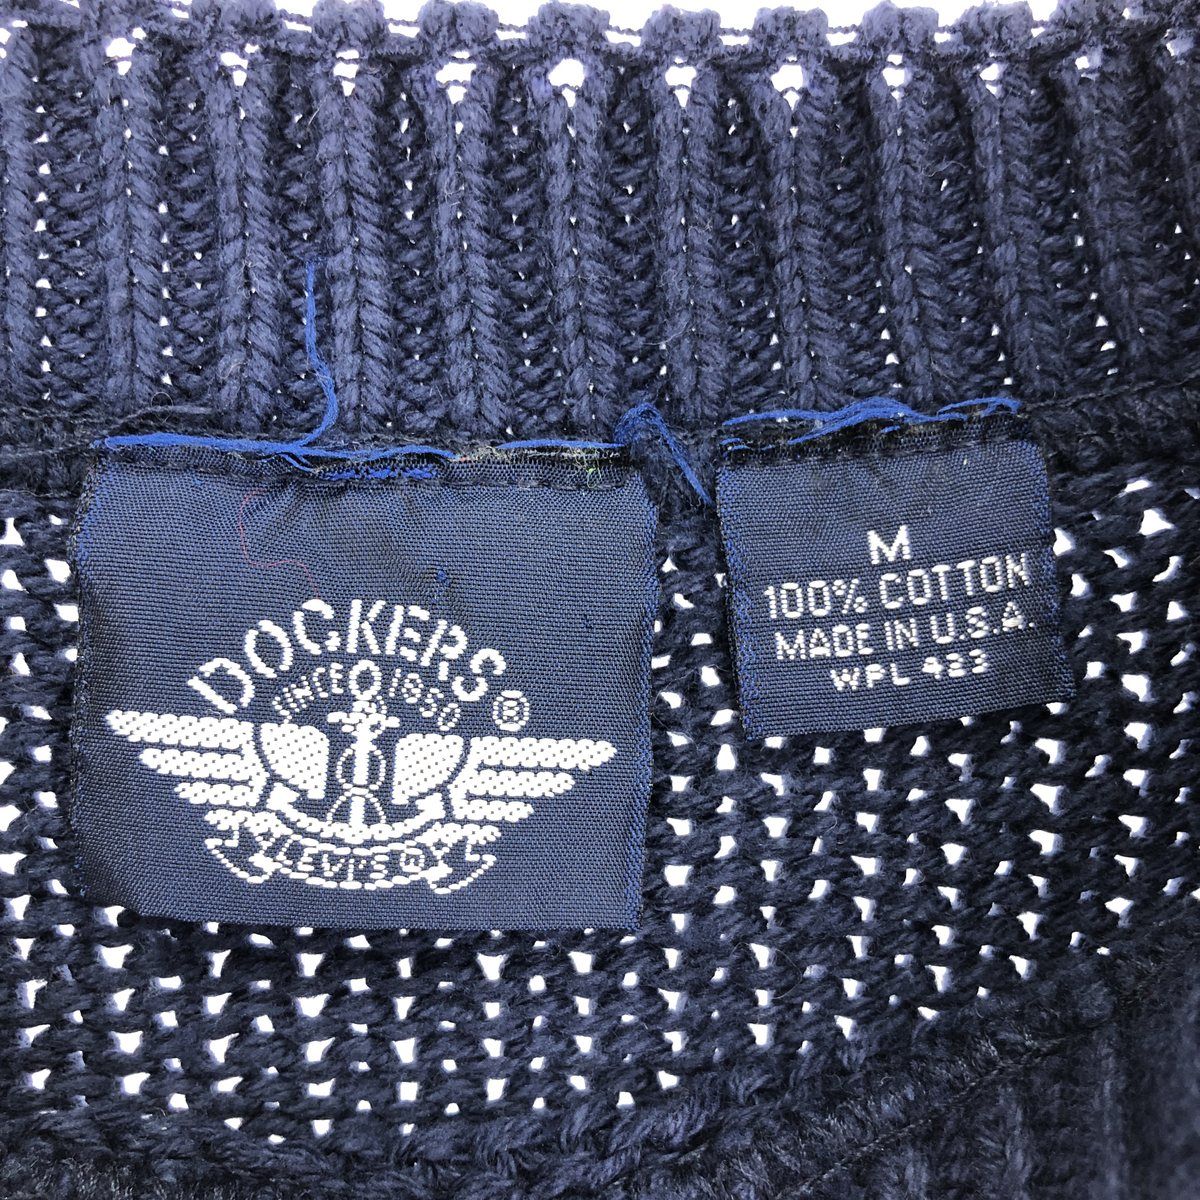 DOCKERS®
SINCE 1850
LEVI'S
M
100% COTTON
MADE IN U.S.A.
WPL 423